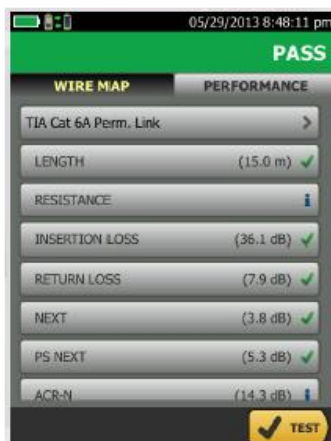 05/29/2013 8:48:11 pm
PASS
WIRE MAP PERFORMANCE
TIA Cat 6A Perm. Link
LENGTH (15.0 m)
RESISTANCE i
INSERTION LOSS (36.1 dB)
RETURN LOSS (7.9 dB)
NEXT (3.8 dB)
PS NEXT (5.3 dB)
ACR-N (14.3 dB) i
TEST